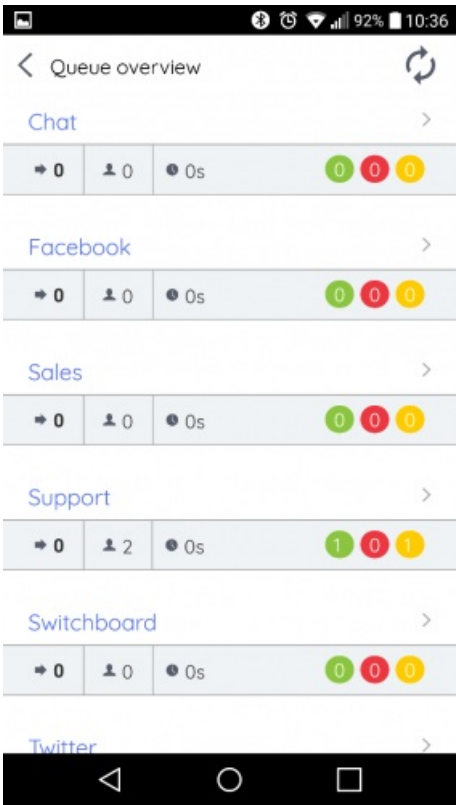 92% 10:36
Queue overview
Chat
0 0 0s 0 0 0
Facebook
0 0 0s 0 0 0
Sales
0 0 0s 0 0 0
Support
0 2 0s 1 0 1
Switchboard
0 0 0s 0 0 0
Twitter